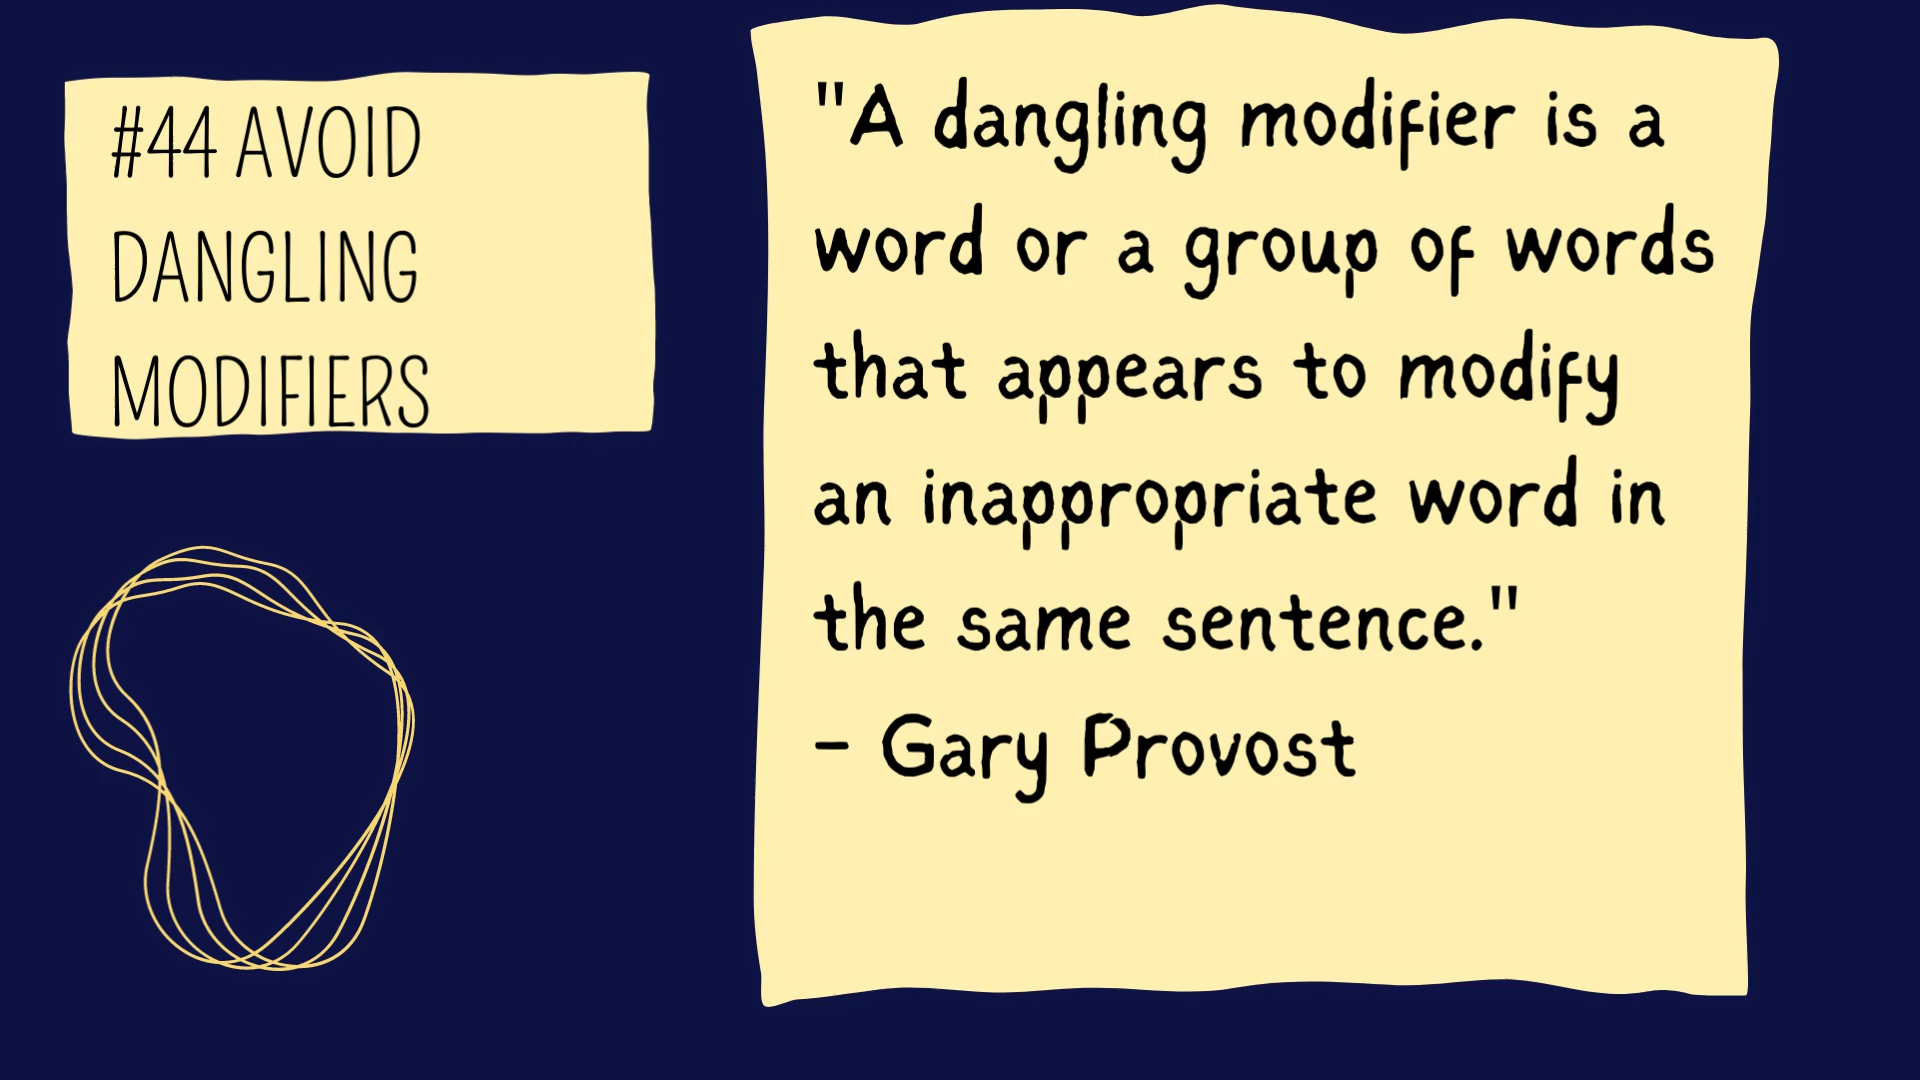 #44 AVOID
DANGLING
MODIFIERS
"A dangling modifier is a
word or a group of words
that appears to modify
an inappropriate word in
the same sentence."
- Gary Provost